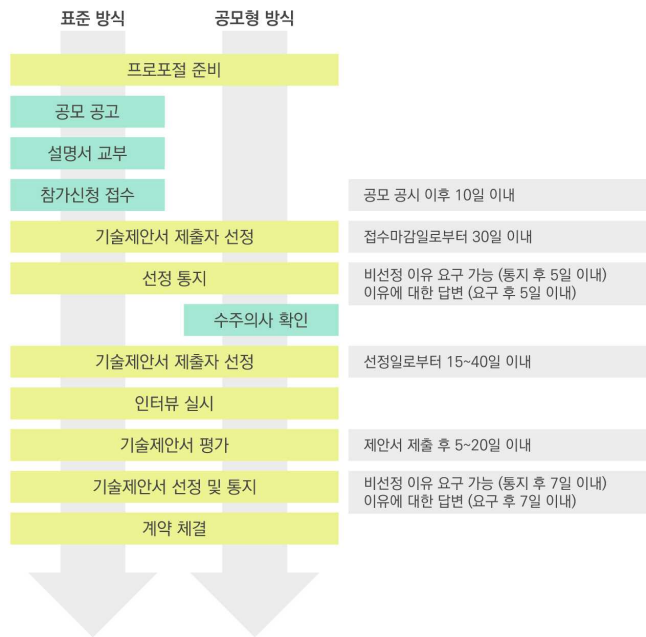 표준 방식
공모형 방식
프로포절 준비
공모 공고
설명서 교부
참가신청 접수
공모 공시 이후 10일 이내
기술제안서 제출자 선정
접수마감일로부터 30일 이내
선정 통지
비선정 이유 요구 가능 (통지 후 5일 이내)
이유에 대한 답변 (요구 후 5일 이내)
수주의사 확인
기술제안서 제출자 선정
선정일로부터 15~40일 이내
인터뷰 실시
기술제안서 평가
제안서 제출 후 5~20일 이내
기술제안서 선정 및 통지
비선정 이유 요구 가능 (통지 후 7일 이내)
이유에 대한 답변 (요구 후 7일 이내)
계약 체결